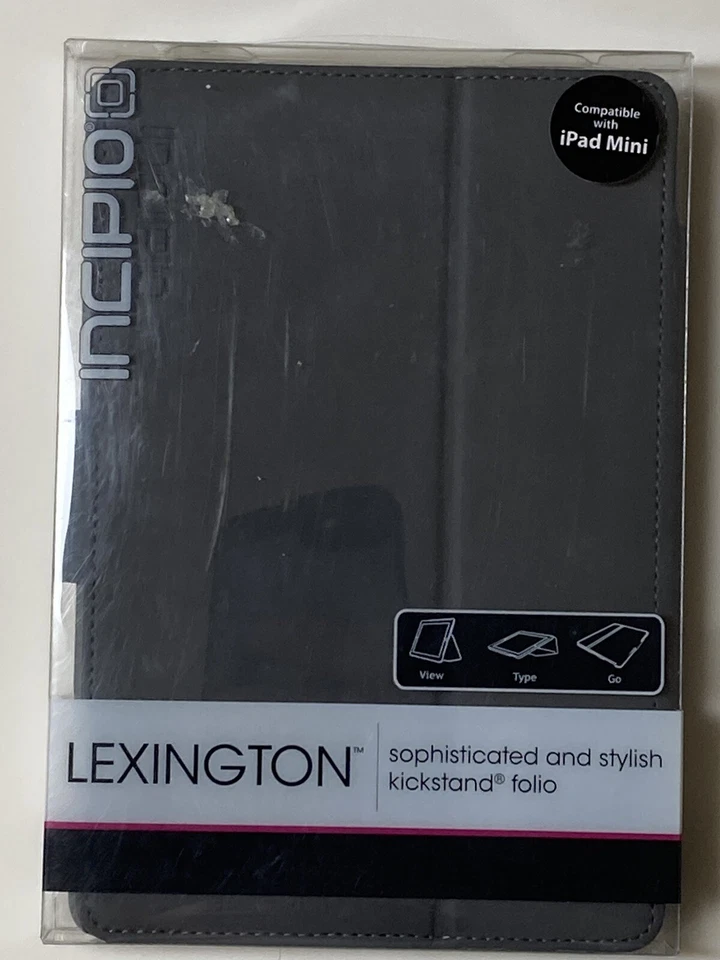 INCIPIO®
Compatible
with
iPad Mini
View
Type
Go
LEXINGTON™
sophisticated and stylish
kickstand® folio